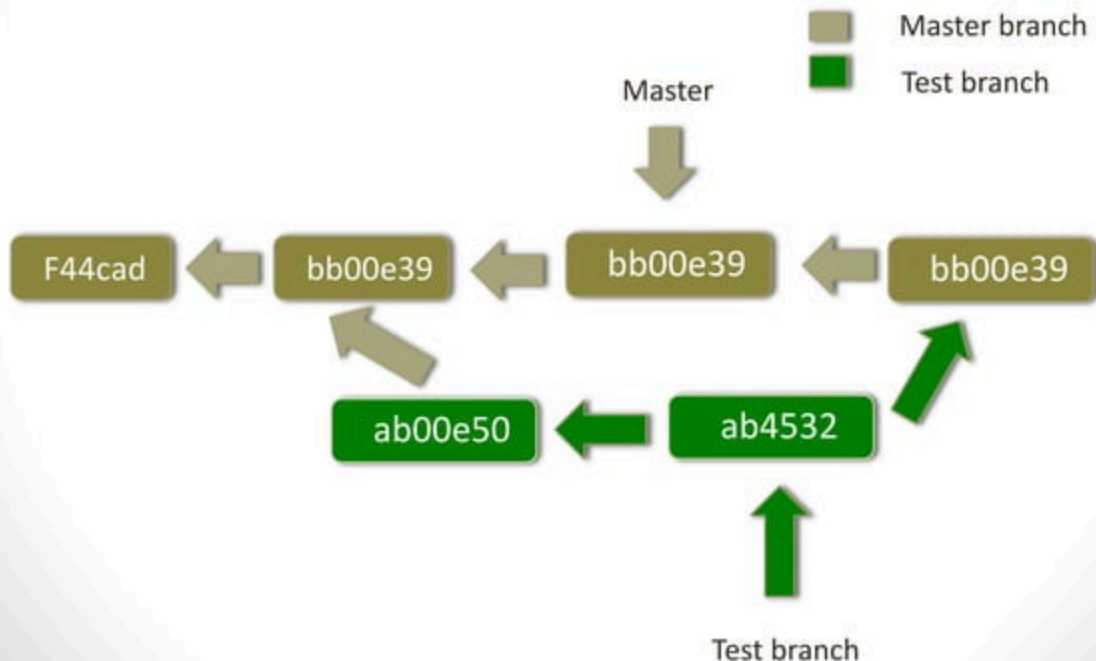 Master branch
Test branch
Master
F44cad
bb00e39
bb00e39
bb00e39
ab00e50
ab4532
Test branch